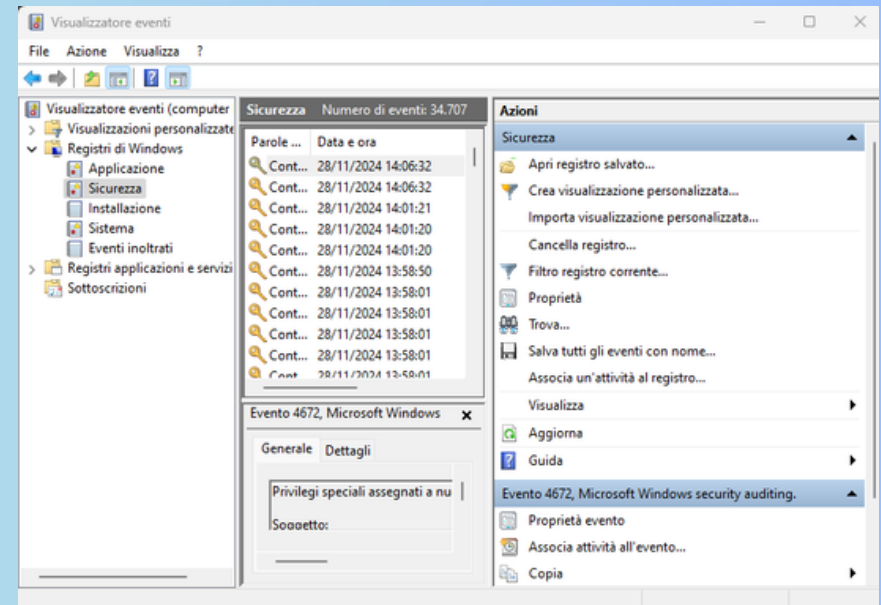 Visualizzatore eventi
File Azione Visualizza ?
Visualizzatore eventi (computer
Visualizzazioni personalizzate
Registri di Windows
Applicazione
Sicurezza
Installazione
Sistema
Eventi inoltrati
Registri applicazioni e servizi
Sottoscrizioni
Sicurezza Numero di eventi: 34.707
Parole ... Data e ora
Cont... 28/11/2024 14:06:32
Cont... 28/11/2024 14:06:32
Cont... 28/11/2024 14:01:21
Cont... 28/11/2024 14:01:20
Cont... 28/11/2024 14:01:20
Cont... 28/11/2024 13:58:50
Cont... 28/11/2024 13:58:01
Cont... 28/11/2024 13:58:01
Cont... 28/11/2024 13:58:01
Cont... 28/11/2024 13:58:01
Cont... 28/11/2024 13:58:01
Evento 4672, Microsoft Windows
Generale Dettagli
Privilegi speciali assegnati a nu
Soggetto:
Azioni
Sicurezza
Apri registro salvato...
Crea visualizzazione personalizzata...
Importa visualizzazione personalizzata...
Cancella registro...
Filtro registro corrente...
Proprietà
Trova...
Salva tutti gli eventi con nome...
Associa un'attività al registro...
Visualizza
Aggiorna
Guida
Evento 4672, Microsoft Windows security auditing.
Proprietà evento
Associa attività all'evento...
Copia